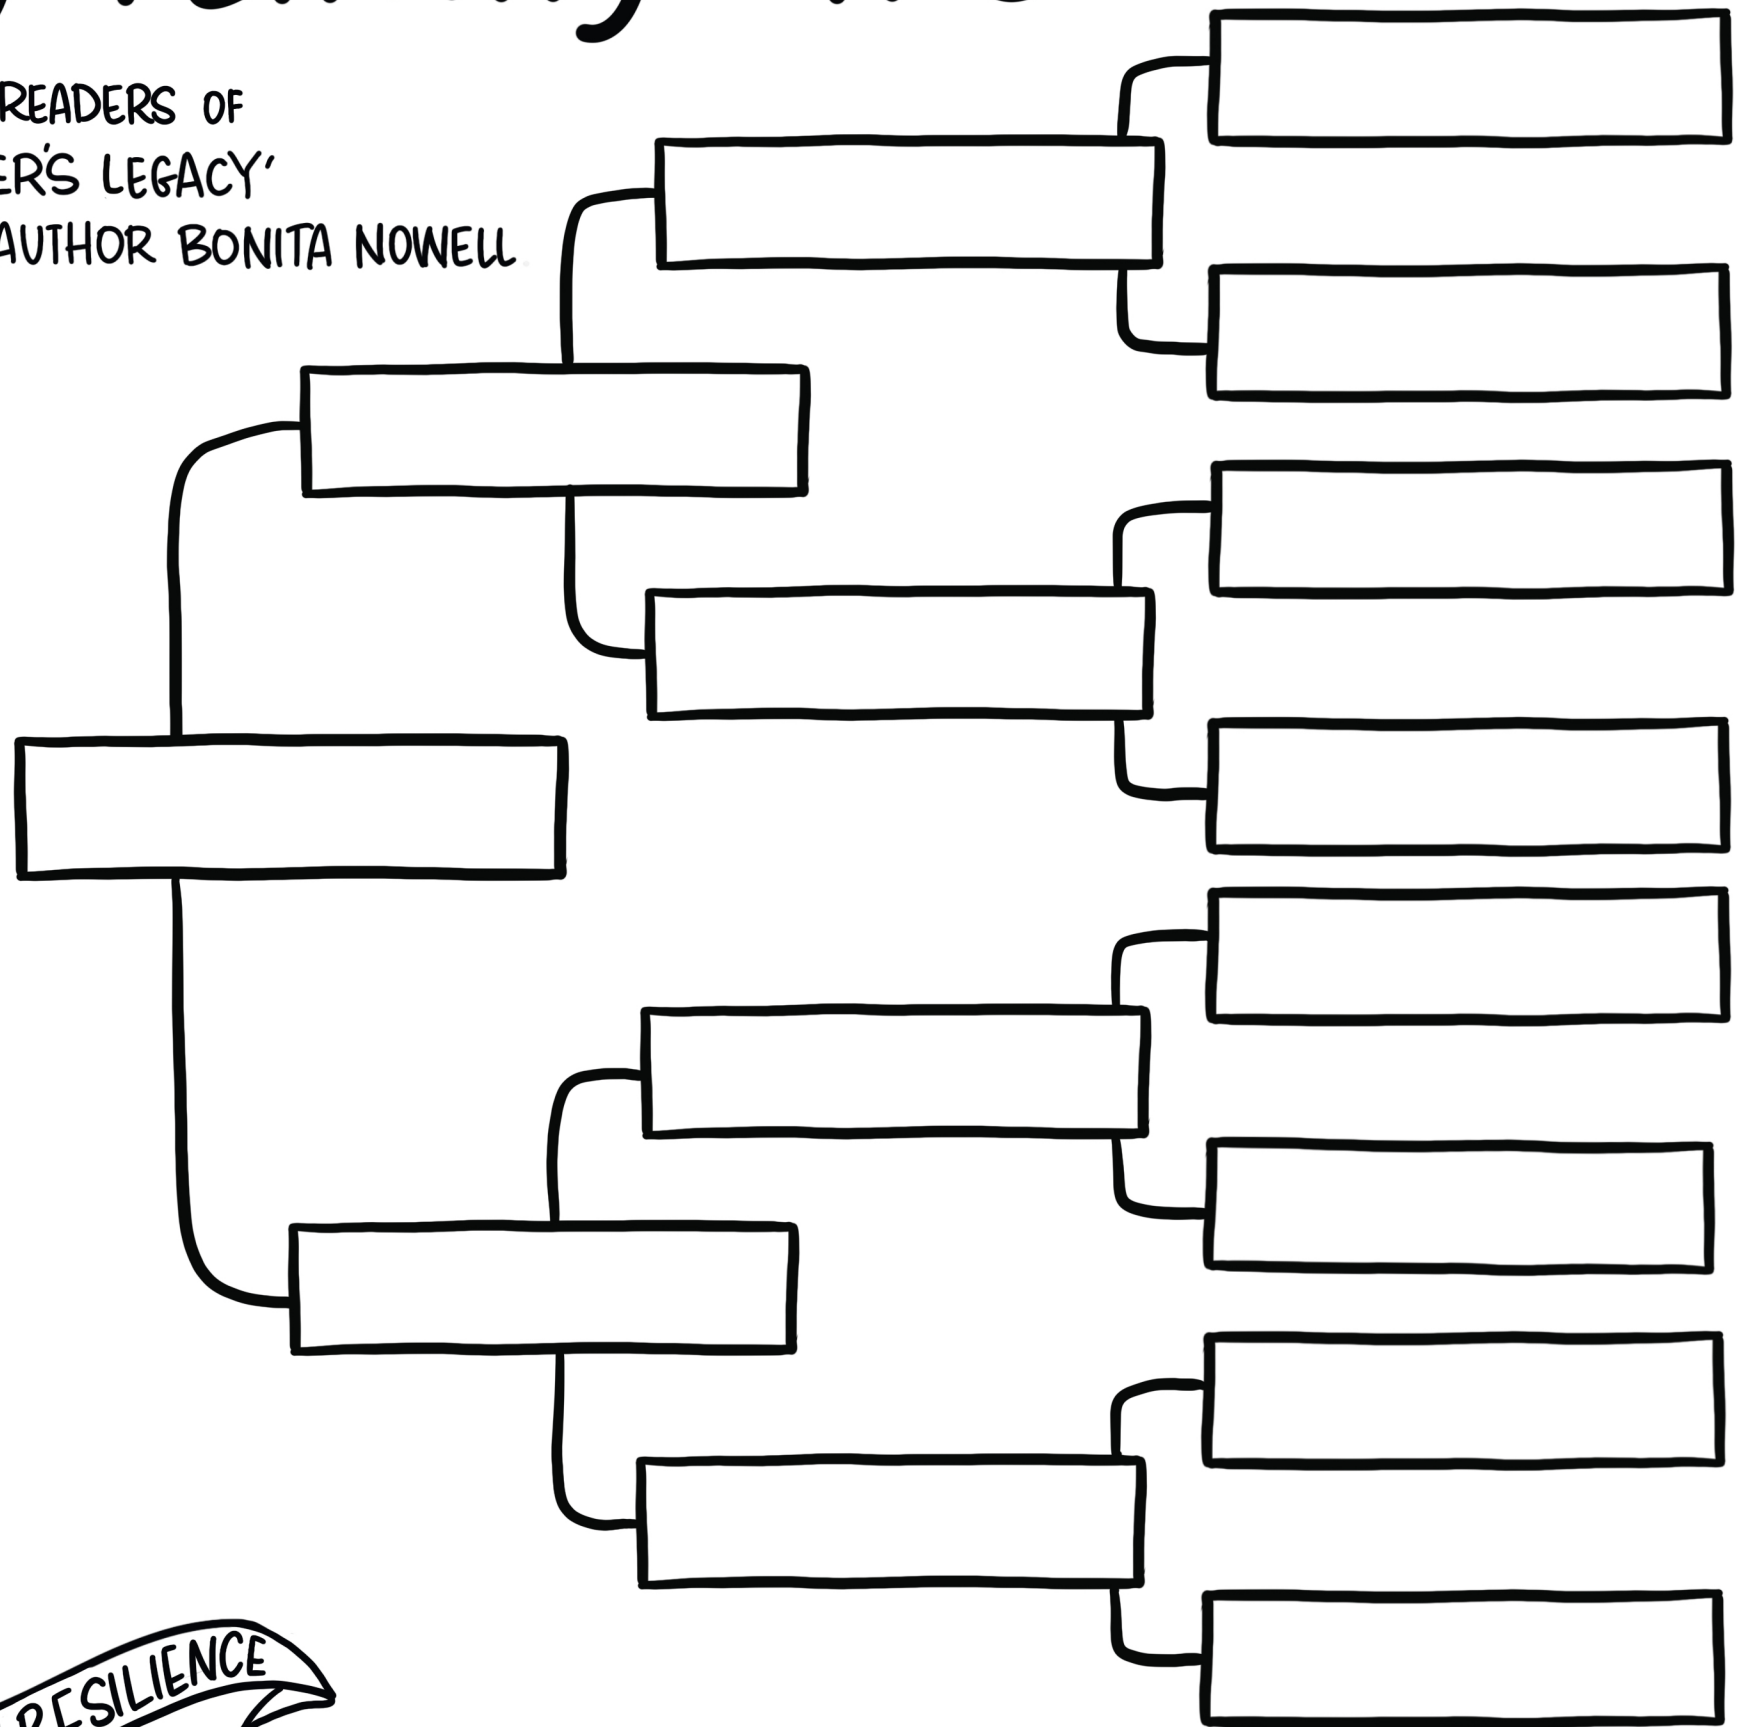 READERS OF
ER'S LEGACY'
AUTHOR BONITA NOWELL
RESILIENCE